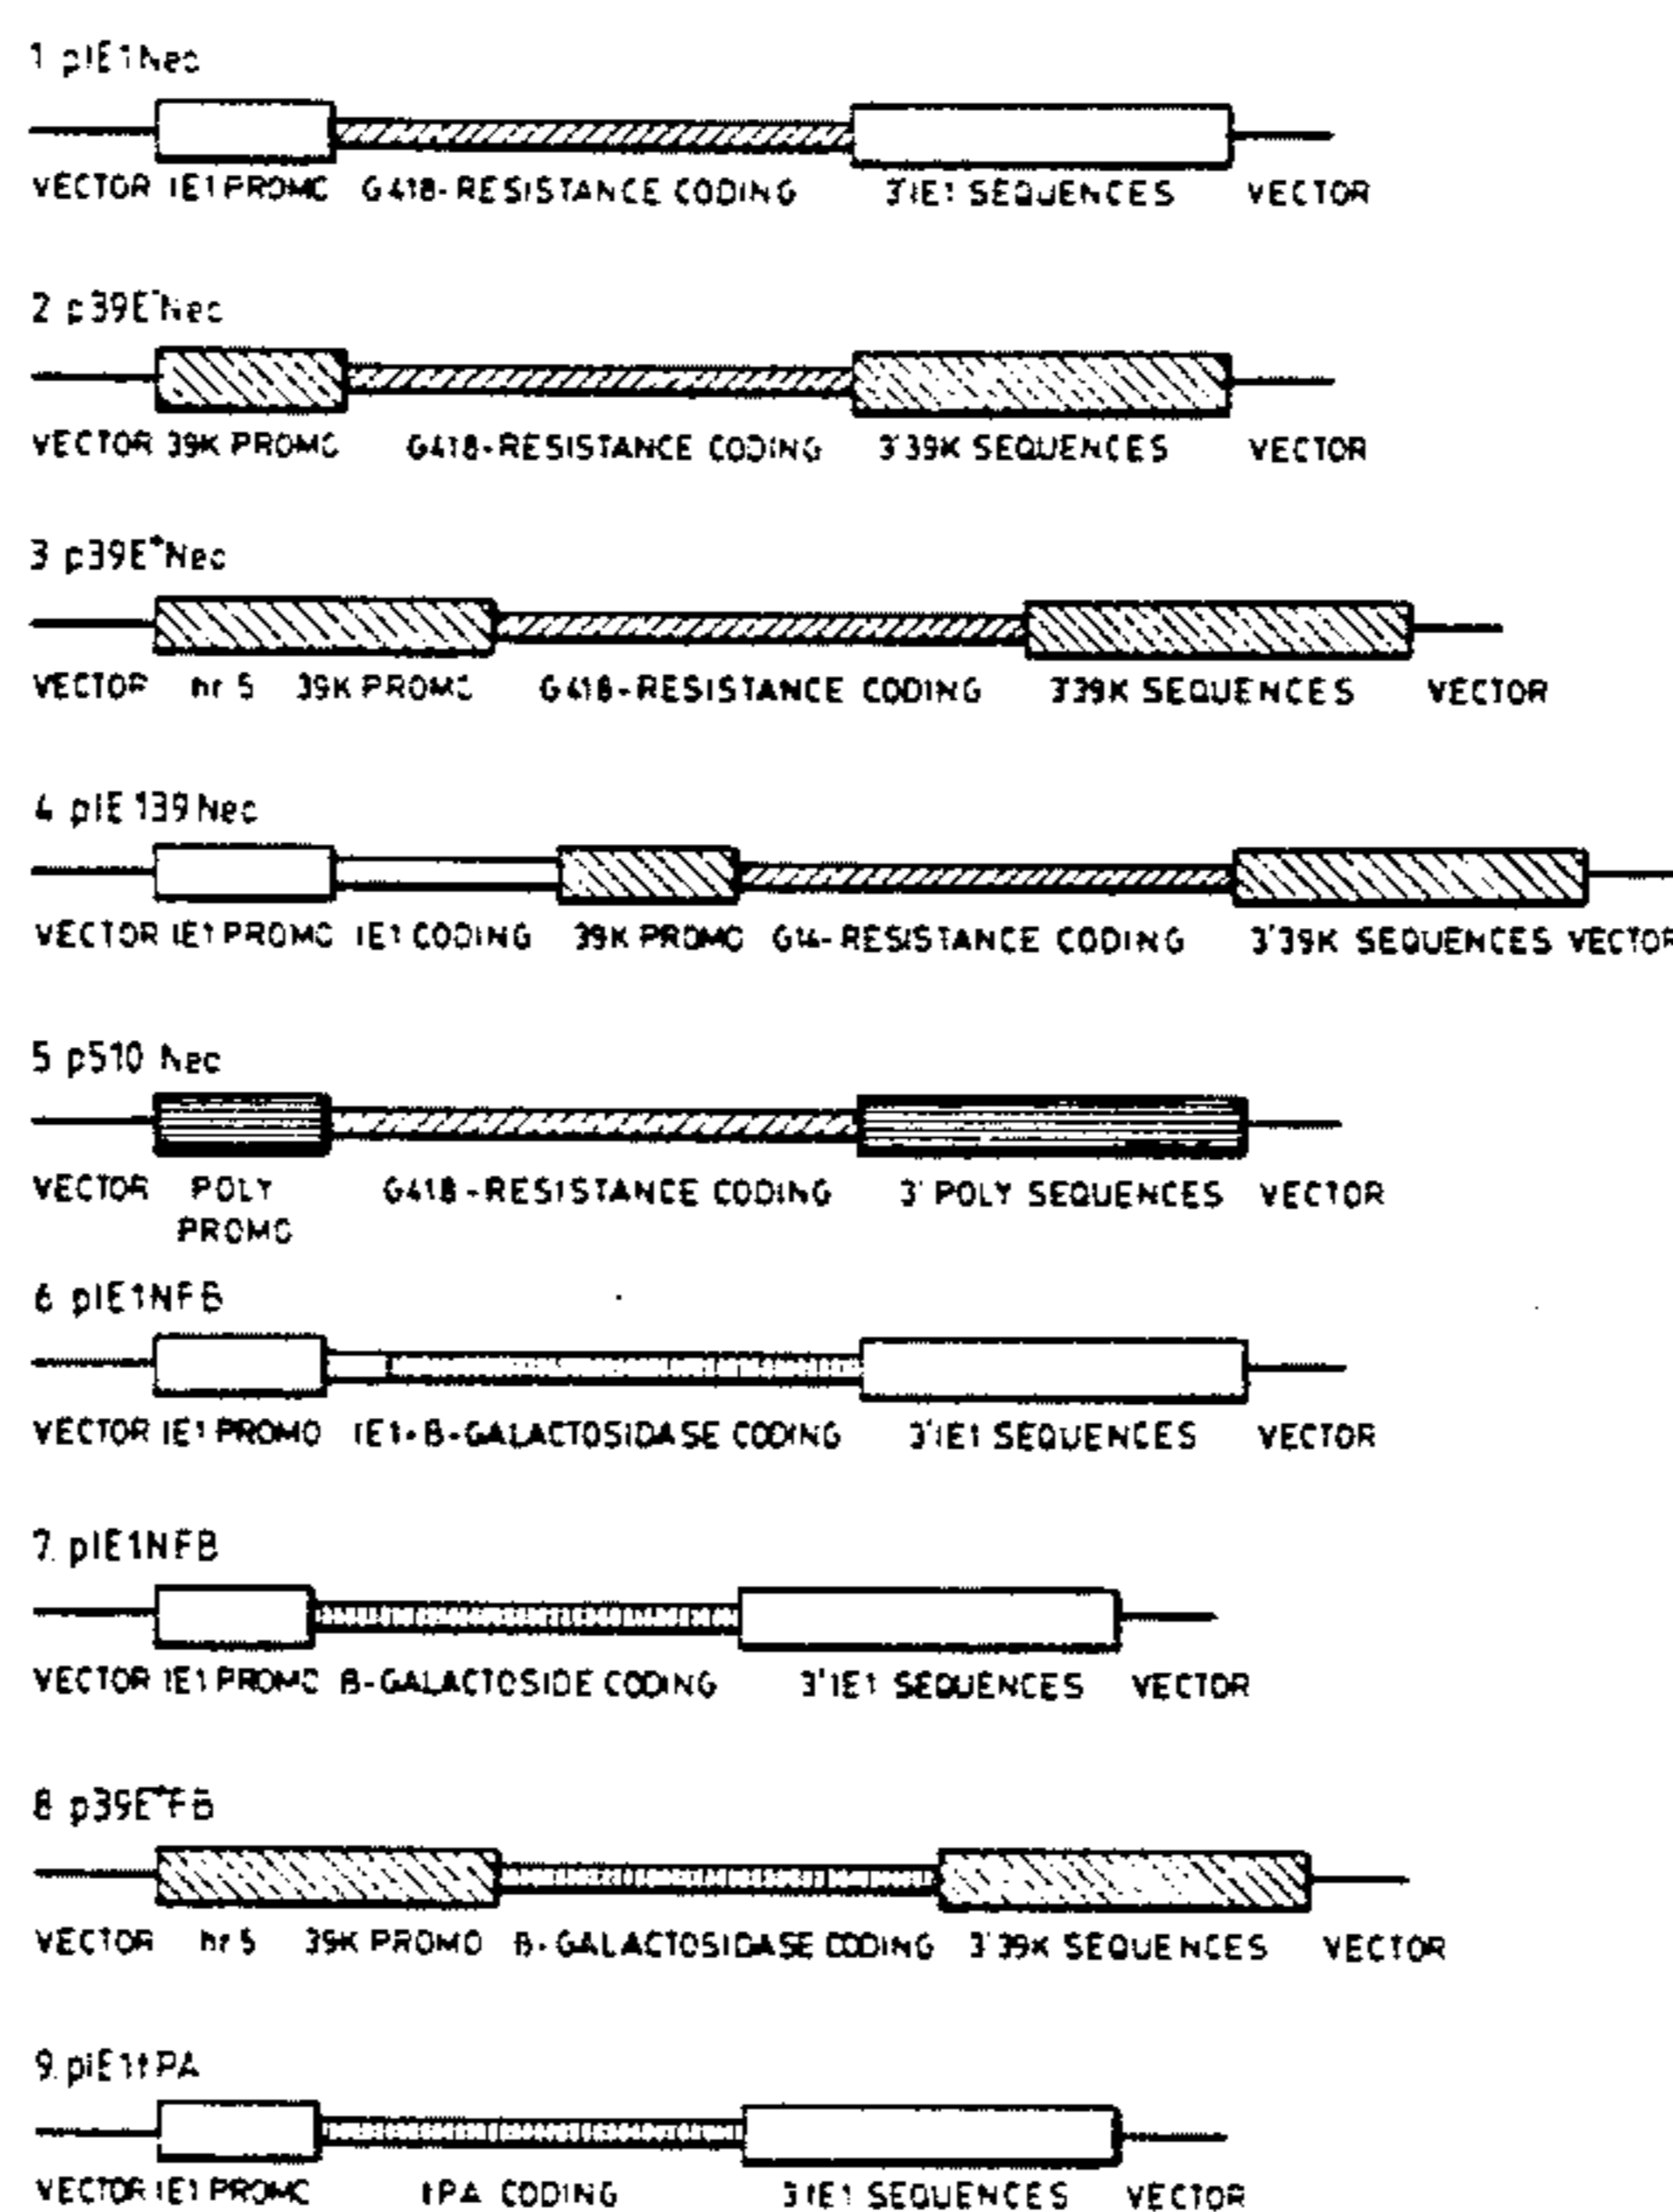 1 pIE1Neo
VECTOR IE1 PROMO G418-RESISTANCE CODING 3'IE1 SEQUENCES VECTOR
2 p39E⁻Neo
VECTOR 39K PROMO G418-RESISTANCE CODING 3'39K SEQUENCES VECTOR
3 p39E⁺Neo
VECTOR hr 5 39K PROMO G418-RESISTANCE CODING 3'39K SEQUENCES VECTOR
4 pIE139Neo
VECTOR IE1 PROMO IE1 CODING 39K PROMO G14-RESISTANCE CODING 3'39K SEQUENCES VECTOR
5 p510 Neo
VECTOR POLY G418-RESISTANCE CODING 3' POLY SEQUENCES VECTOR
PROMO
6 pIE1NFB
VECTOR IE1 PROMO IE1-B-GALACTOSIDASE CODING 3'IE1 SEQUENCES VECTOR
7. pIE1NFB
VECTOR IE1 PROMO B-GALACTOSIDE CODING 3'IE1 SEQUENCES VECTOR
8 p39E⁺FB
VECTOR hr 5 39K PROMO B-GALACTOSIDASE CODING 3'39K SEQUENCES VECTOR
9. pIE1tPA
VECTOR IE1 PROMO tPA CODING 3'IE1 SEQUENCES VECTOR